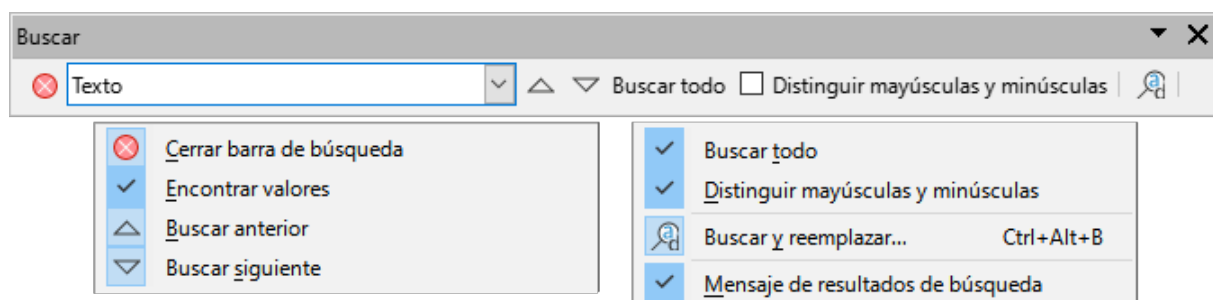 Buscar
Texto Buscar todo Distinguir mayúsculas y minúsculas
Cerrar barra de búsqueda
Encontrar valores
Buscar anterior
Buscar siguiente
Buscar todo
Distinguir mayúsculas y minúsculas
Buscar y reemplazar... Ctrl+Alt+B
Mensaje de resultados de búsqueda